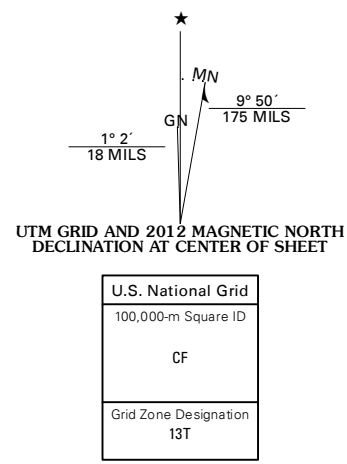 MN
9° 50´
175 MILS
GN
1° 2´
18 MILS
UTM GRID AND 2012 MAGNETIC NORTH
DECLINATION AT CENTER OF SHEET
U.S. National Grid
100,000-m Square ID
CF
Grid Zone Designation
13T